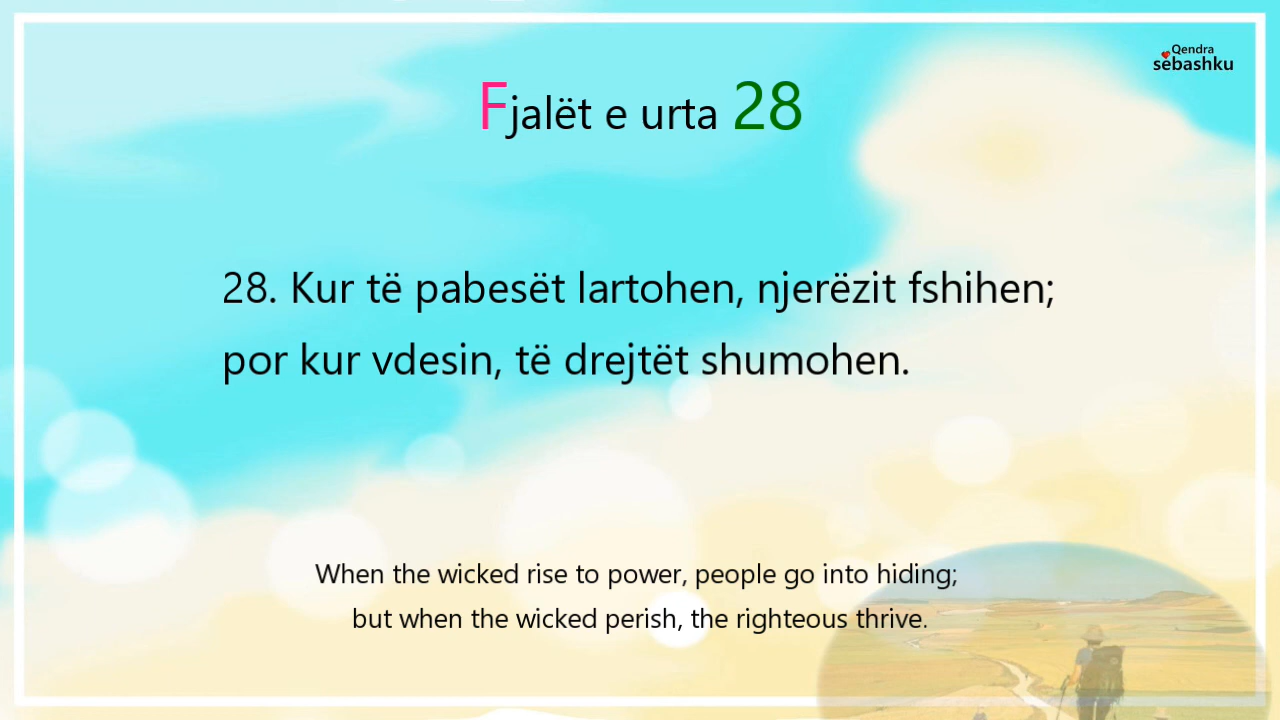 Qendra
sëbashku
Fjalët e urta 28
28. Kur të pabesët lartohen, njerëzit fshihen;
por kur vdesin, të drejtët shumohen.
When the wicked rise to power, people go into hiding;
but when the wicked perish, the righteous thrive.